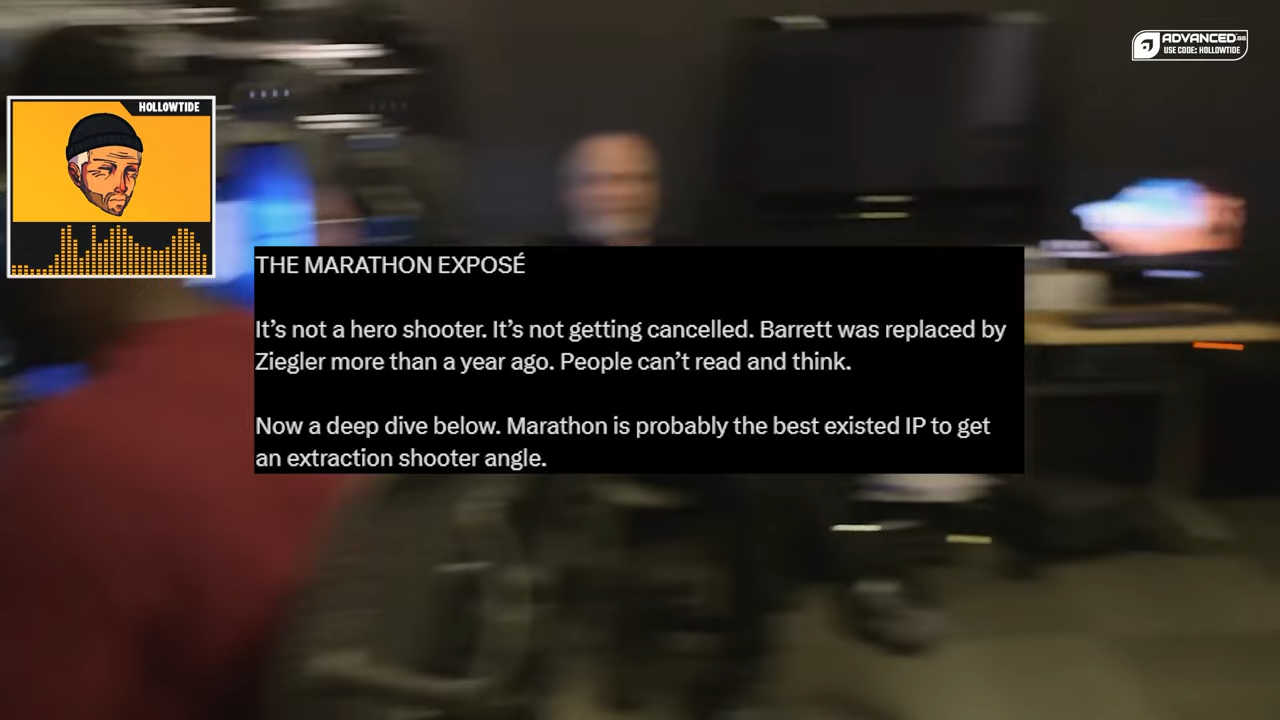 ADVANCED.GG
USE CODE: HOLLOWTIDE
HOLLOWTIDE
THE MARATHON EXPOSÉ
It’s not a hero shooter. It’s not getting cancelled. Barrett was replaced by
Ziegler more than a year ago. People can’t read and think.
Now a deep dive below. Marathon is probably the best existed IP to get
an extraction shooter angle.